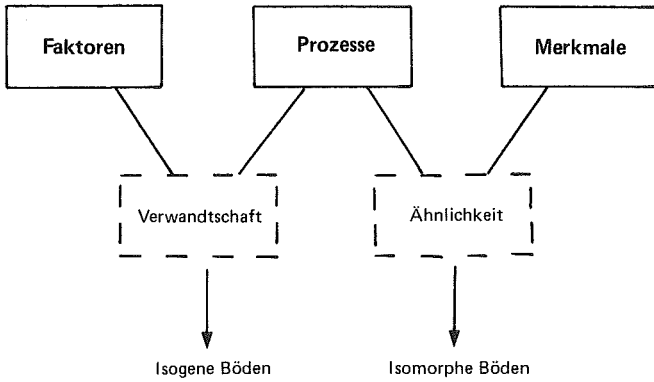 Faktoren
Prozesse
Merkmale
Verwandtschaft
Ähnlichkeit
Isogene Böden
Isomorphe Böden